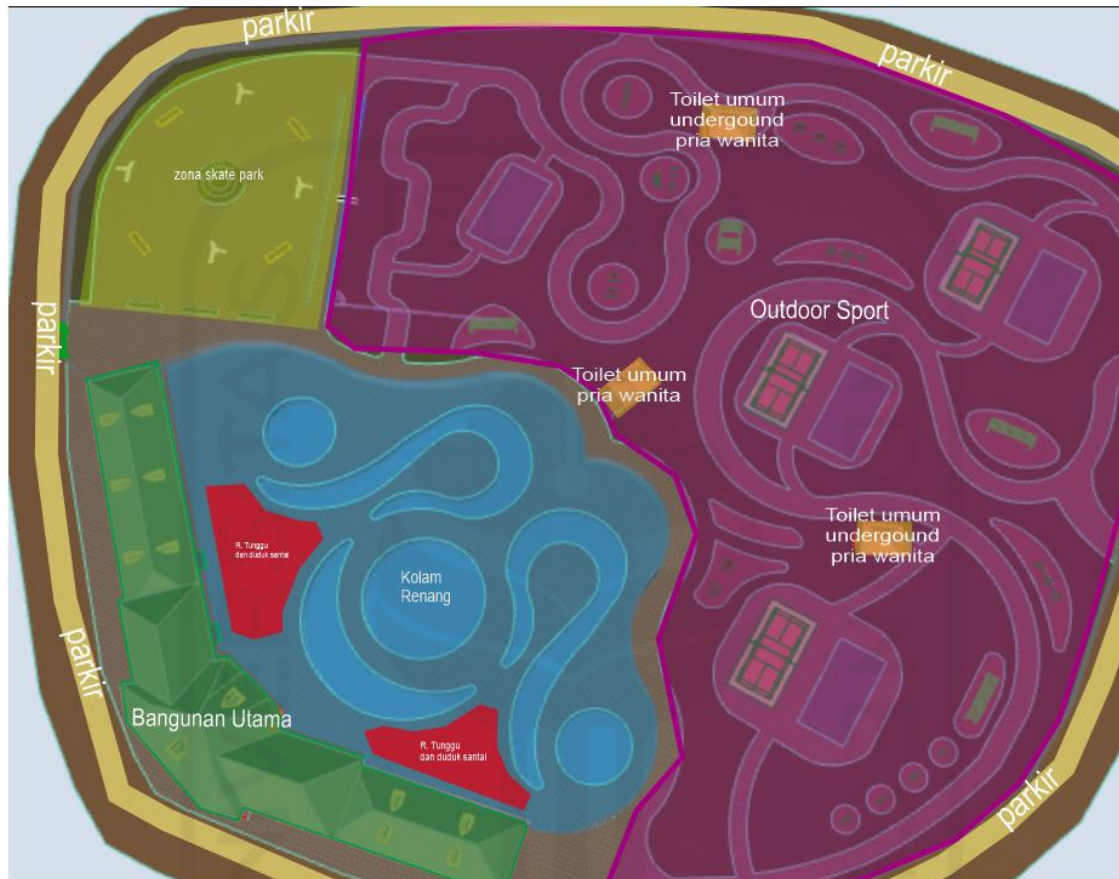 parkir
parkir
Toilet umum
undergound
pria wanita
zona skate park
parkir
Outdoor Sport
Toilet umum
pria wanita
Toilet umum
undergound
pria wanita
R. Tunggu
dan duduk santai
Kolam
Renang
parkir
Bangunan Utama
R. Tunggu
dan duduk santai
parkir